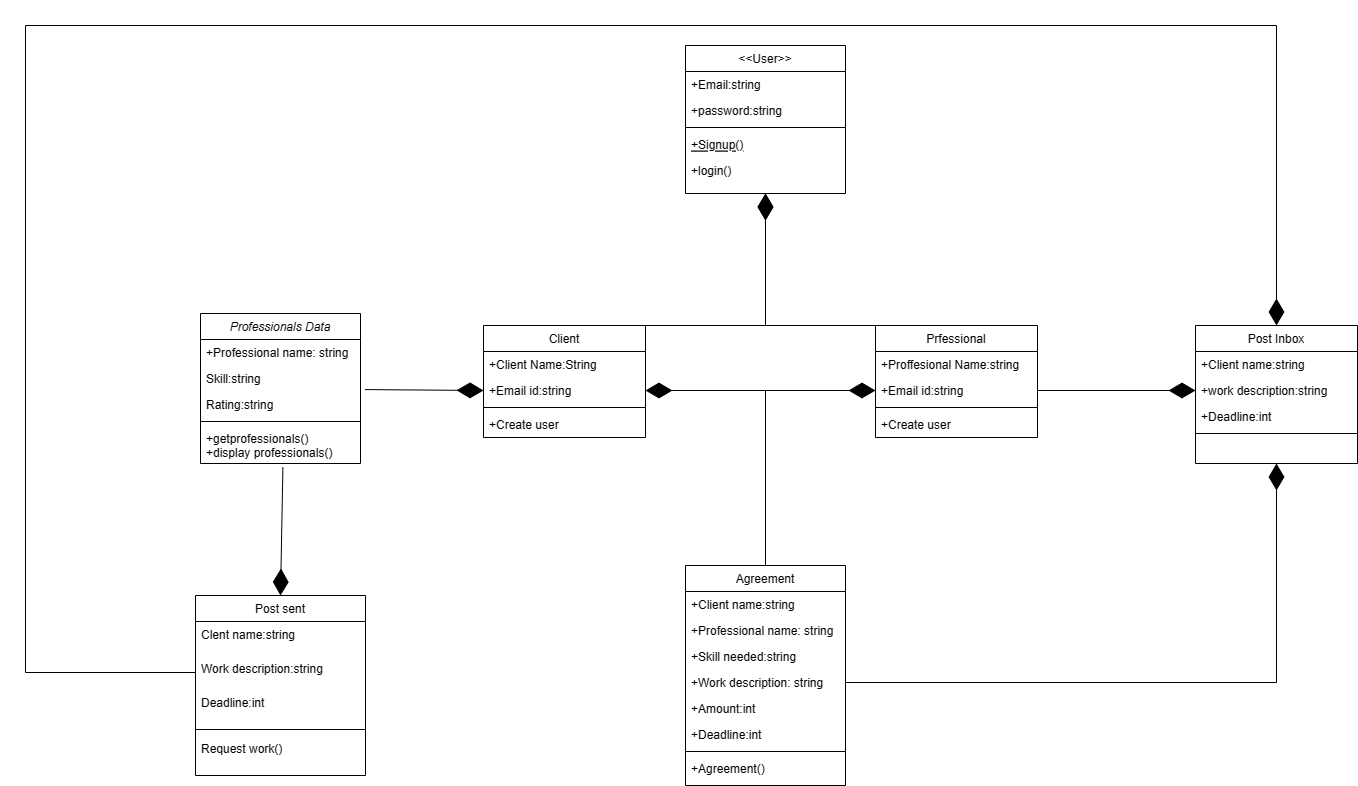 <<User>>
+Email:string
+password:string
+Signup()
+login()
Professionals Data
+Professional name: string
Skill:string
Rating:string
+getprofessionals()
+display professionals()
Client
+Client Name:String
+Email id:string
+Create user
Prfessional
+Proffesional Name:string
+Email id:string
+Create user
Post Inbox
+Client name:string
+work description:string
+Deadline:int
Post sent
Clent name:string
Work description:string
Deadline:int
Request work()
Agreement
+Client name:string
+Professional name: string
+Skill needed:string
+Work description: string
+Amount:int
+Deadline:int
+Agreement()